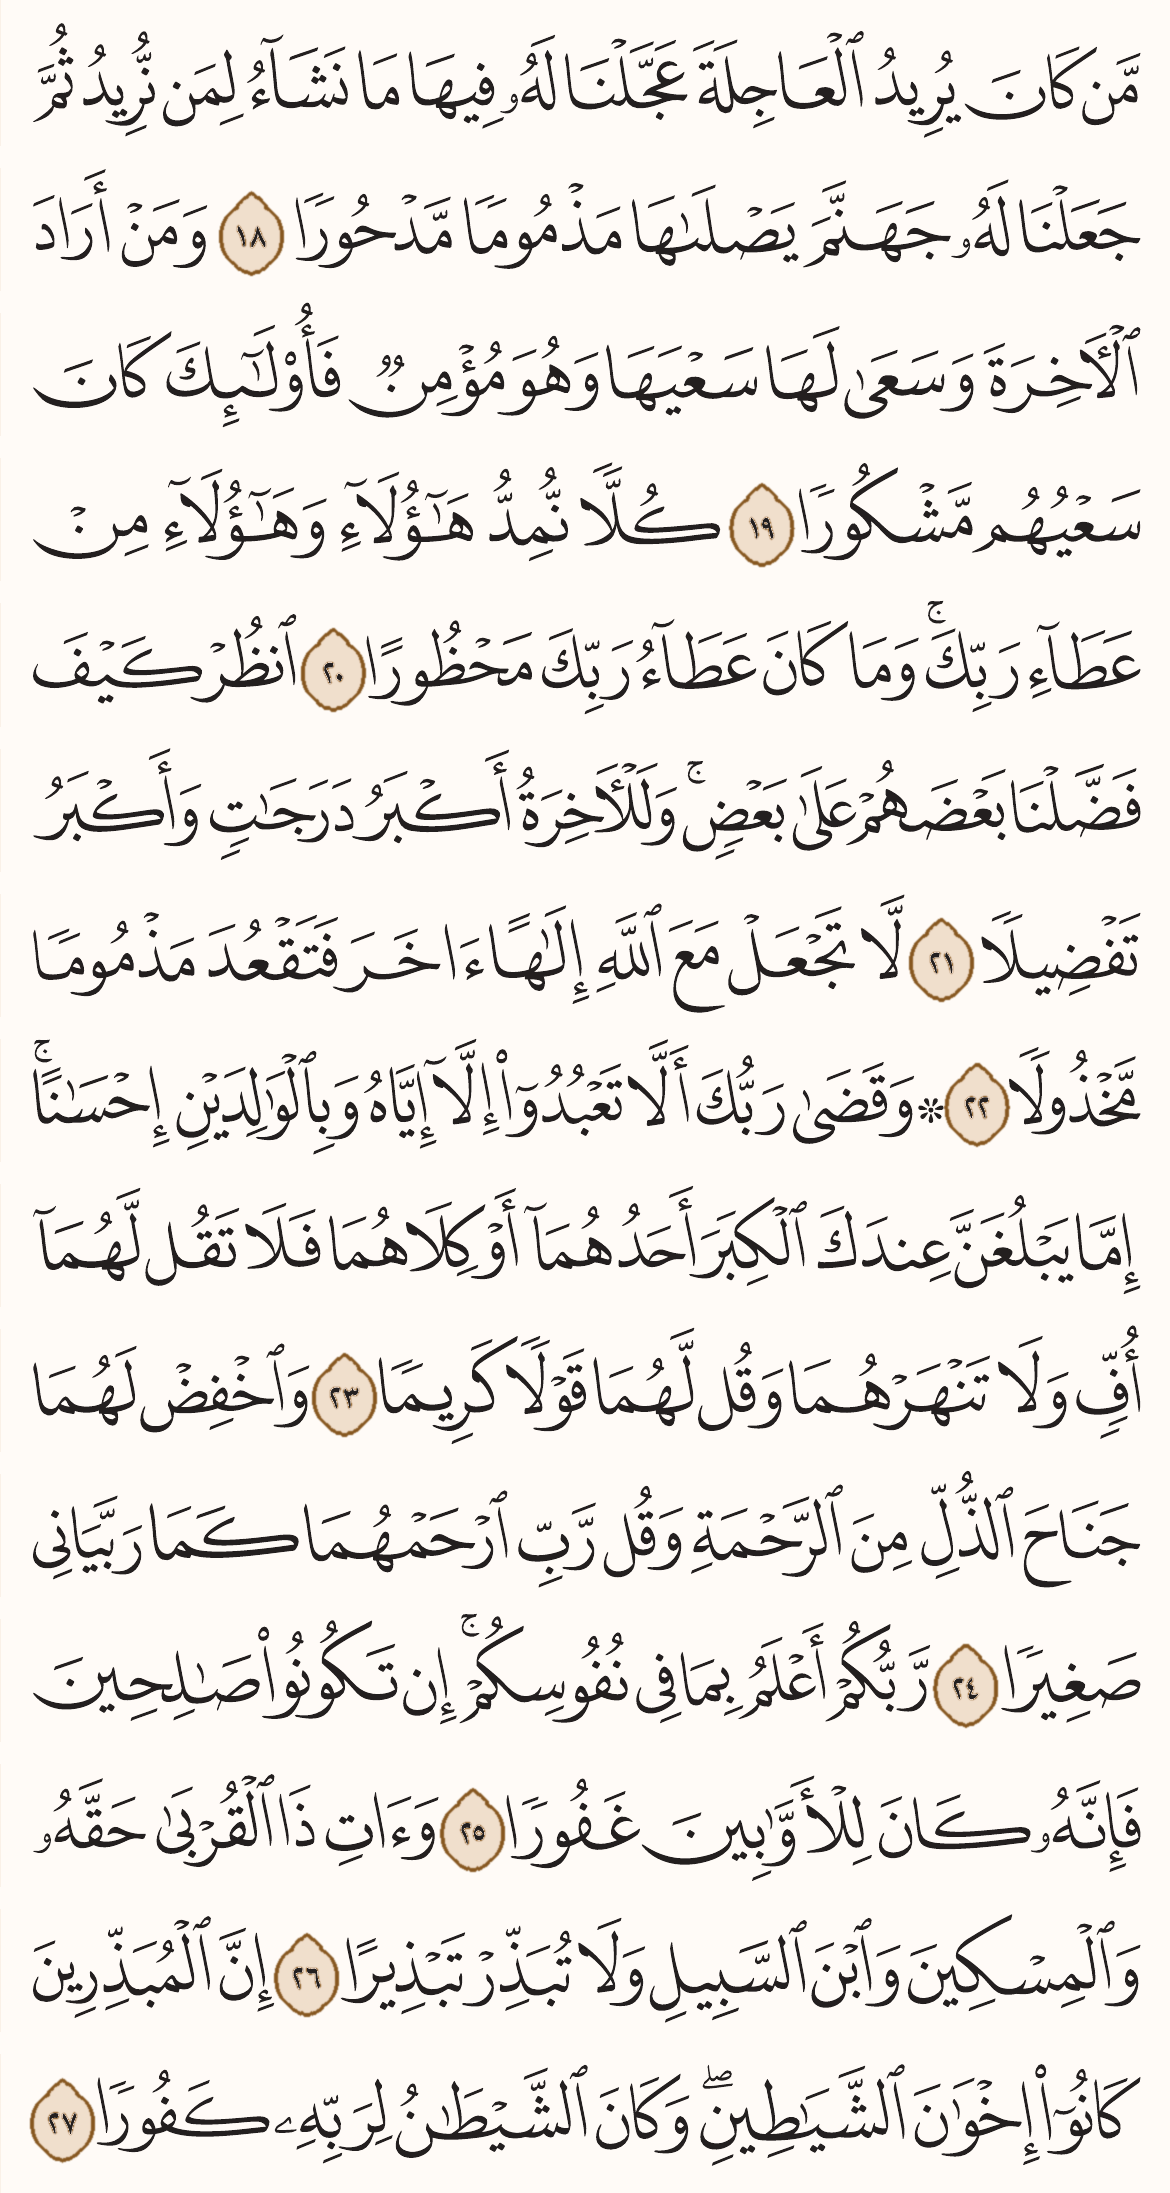 مَّن كَانَ يُرِيدُ ٱلۡعَاجِلَةَ عَجَّلۡنَا لَهُۥ فِيهَا مَا نَشَآءُ لِمَن نُّرِيدُ ثُمَّ
جَعَلۡنَا لَهُۥ جَهَنَّمَ يَصۡلَىٰهَا مَذۡمُومٗا مَّدۡحُورٗا ١٨ وَمَنۡ أَرَادَ
ٱلۡأٓخِرَةَ وَسَعَىٰ لَهَا سَعۡيَهَا وَهُوَ مُؤۡمِنٞ فَأُوْلَٰٓئِكَ كَانَ
سَعۡيُهُم مَّشۡكُورٗا ١٩ كُلّٗا نُّمِدُّ هَٰٓؤُلَآءِ وَهَٰٓؤُلَآءِ مِنۡ
عَطَآءِ رَبِّكَۚ وَمَا كَانَ عَطَآءُ رَبِّكَ مَحۡظُورًا ٢٠ ٱنظُرۡ كَيۡفَ
فَضَّلۡنَا بَعۡضَهُمۡ عَلَىٰ بَعۡضٖۚ وَلَلۡأٓخِرَةُ أَكۡبَرُ دَرَجَٰتٖ وَأَكۡبَرُ
تَفۡضِيلٗا ٢١ لَّا تَجۡعَلۡ مَعَ ٱللَّهِ إِلَٰهًا ءَاخَرَ فَتَقۡعُدَ مَذۡمُومٗا
مَّخۡذُولٗا ٢٢ ۞ وَقَضَىٰ رَبُّكَ أَلَّا تَعۡبُدُوٓاْ إِلَّآ إِيَّاهُ وَبِٱلۡوَٰلِدَيۡنِ إِحۡسَٰنًاۚ
إِمَّا يَبۡلُغَنَّ عِندَكَ ٱلۡكِبَرَ أَحَدُهُمَآ أَوۡ كِلَاهُمَا فَلَا تَقُل لَّهُمَآ
أُفّٖ وَلَا تَنۡهَرۡهُمَا وَقُل لَّهُمَا قَوۡلٗا كَرِيمٗا ٢٣ وَٱخۡفِضۡ لَهُمَا
جَنَاحَ ٱلذُّلِّ مِنَ ٱلرَّحۡمَةِ وَقُل رَّبِّ ٱرۡحَمۡهُمَا كَمَا رَبَّيَانِي
صَغِيرٗا ٢٤ رَّبُّكُمۡ أَعۡلَمُ بِمَا فِي نُفُوسِكُمۡۚ إِن تَكُونُواْ صَٰلِحِينَ
فَإِنَّهُۥ كَانَ لِلۡأَوَّٰبِينَ غَفُورٗا ٢٥ وَءَاتِ ذَا ٱلۡقُرۡبَىٰ حَقَّهُۥ
وَٱلۡمِسۡكِينَ وَٱبۡنَ ٱلسَّبِيلِ وَلَا تُبَذِّرۡ تَبۡذِيرًا ٢٦ إِنَّ ٱلۡمُبَذِّرِينَ
كَانُوٓاْ إِخۡوَٰنَ ٱلشَّيَٰطِينِۖ وَكَانَ ٱلشَّيۡطَٰنُ لِرَبِّهِۦ كَفُورٗا ٢٧